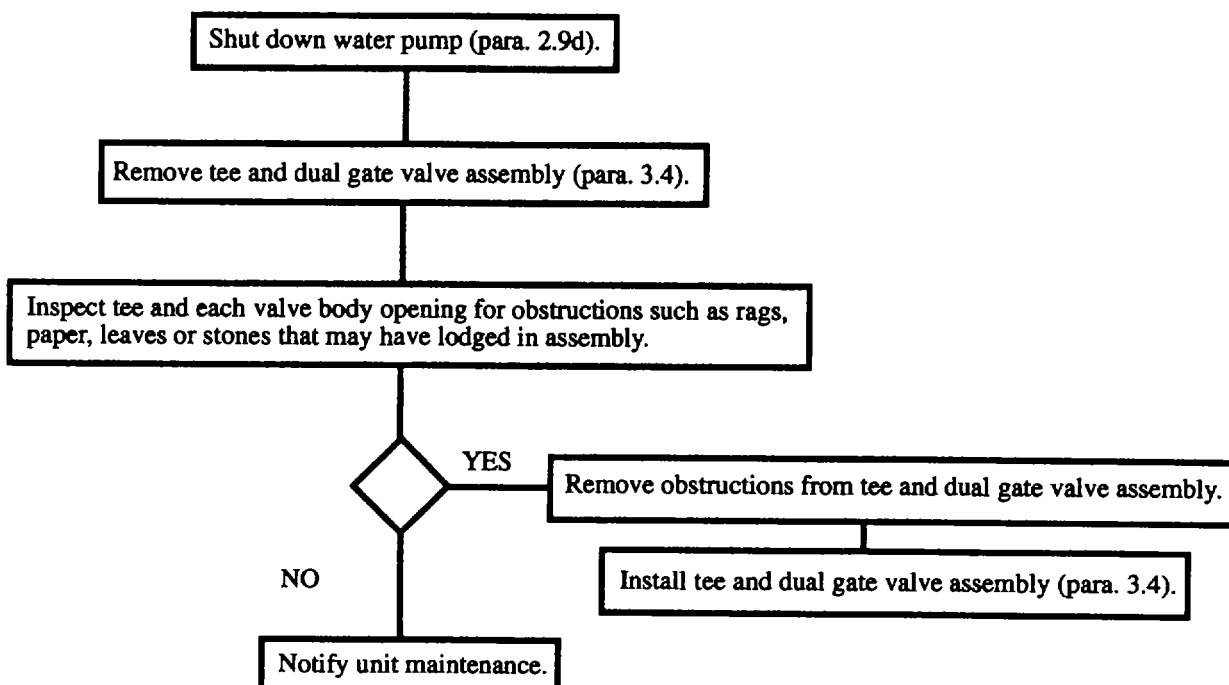 Shut down water pump (para. 2.9d).
Remove tee and dual gate valve assembly (para. 3.4).
Inspect tee and each valve body opening for obstructions such as rags,
paper, leaves or stones that may have lodged in assembly.
YES
Remove obstructions from tee and dual gate valve assembly.
Install tee and dual gate valve assembly (para. 3.4).
NO
Notify unit maintenance.